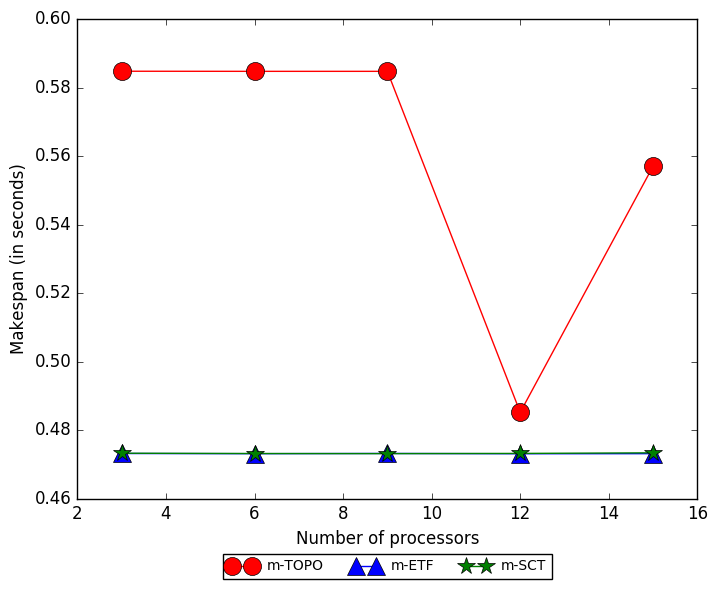 0.60
0.58
0.56
0.54
0.52
0.50
0.48
0.46
Makespan (in seconds)
2 4 6 8 10 12 14 16
Number of processors
m-TOPO m-ETF m-SCT